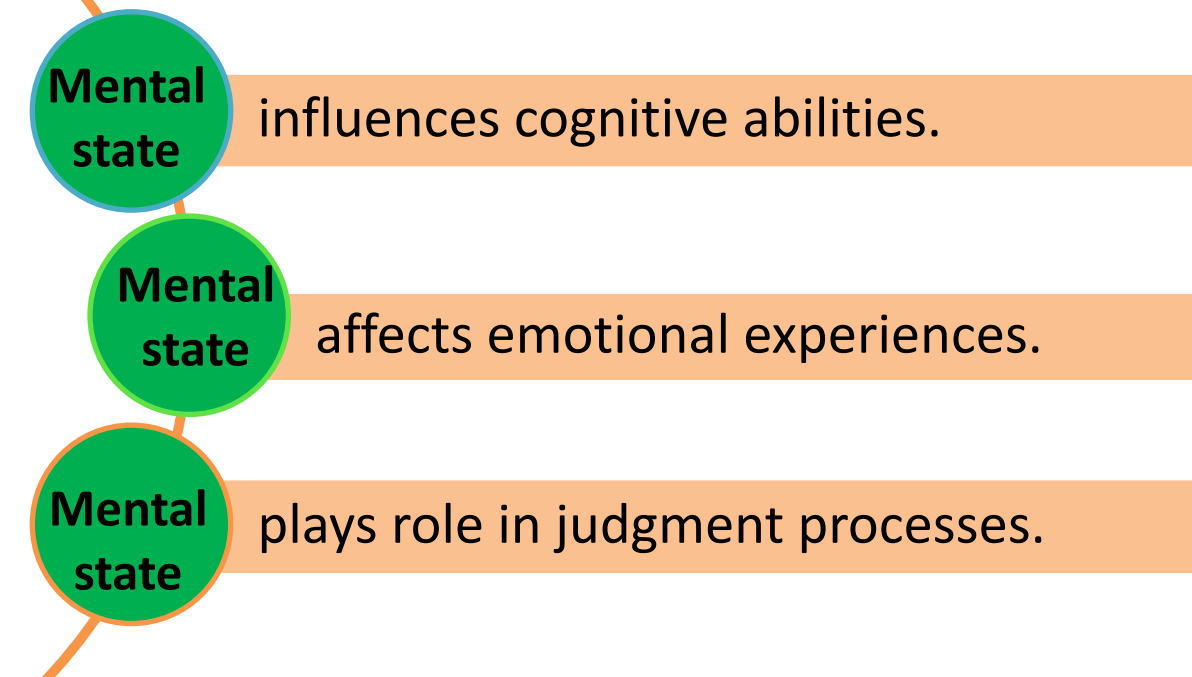 Mental
state
influences cognitive abilities.
Mental
state
affects emotional experiences.
Mental
state
plays role in judgment processes.